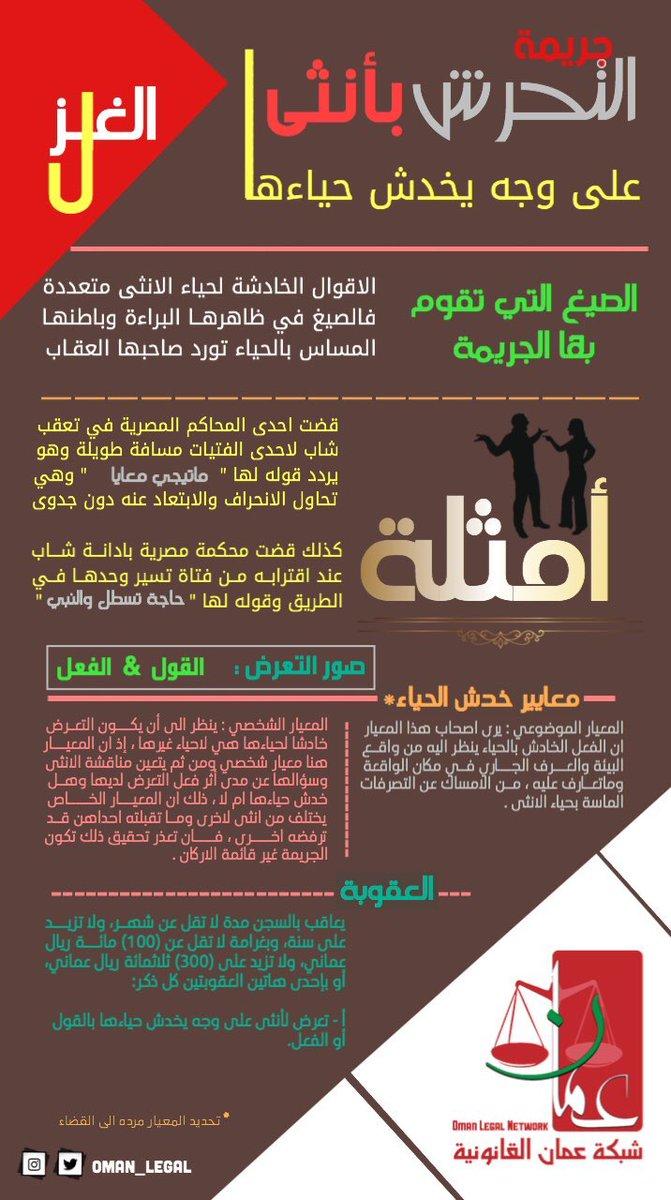 جريمة
التحرش بأنثى
على وجه يخدش حياءها
الغزل
الصيغ التي تقوم
بها الجريمة
الاقوال الخادشة لحياء الانثى متعددة
فالصيغ في ظاهرها البراءة وباطنها
المساس بالحياء تورد صاحبها العقاب
أمثلة
قضت احدى المحاكم المصرية في تعقب
شاب لاحدى الفتيات مسافة طويلة وهو
يردد قوله لها " ماتيجي معايا " وهي
تحاول الانحراف والابتعاد عنه دون جدوى
كذلك قضت محكمة مصرية بادانة شاب
عند اقترابه من فتاة تسير وحدها في
الطريق وقوله لها " حاجة تسطل والنبي "
صور التعرض : القول & الفعل
معايير خدش الحياء*
المعيار الموضوعي : يرى اصحاب هذا المعيار
ان الفعل الخادش بالحياء ينظر اليه من واقع
البيئة والعرف الجاري في مكان الواقعة
وماتعارف عليه ، من الامساك عن التصرفات
الماسة بحياء الانثى .
المعيار الشخصي : ينظر الى أن يكون التعرض
خادشا لحياءها هي لاحياء غيرها ، إذ ان المعيار
هنا معيار شخصي ومن ثم يتعين مناقشة الانثى
وسؤالها عن مدى أثر فعل التعرض لديها وهل
خدش حياءها ام لا ، ذلك ان المعيار الخاص
يختلف من انثى لاخرى وما تقبلته احداهن قد
ترفضه اخرى ، فان تعذر تحقيق ذلك تكون
الجريمة غير قائمة الاركان .
العقوبة
يعاقب بالسجن مدة لا تقل عن شهر، ولا تزيد
على سنة، وبغرامة لا تقل عن (100) مائة ريال
عماني، ولا تزيد على (300) ثلاثمائة ريال عماني،
أو بإحدى هاتين العقوبتين كل ذكر:
أ - تعرض لأنثى على وجه يخدش حياءها بالقول
أو الفعل.
*تحديد المعيار مرده الى القضاء
عمان
OMAN LEGAL NETWORK
شبكة عمان القانونية
OMAN_LEGAL